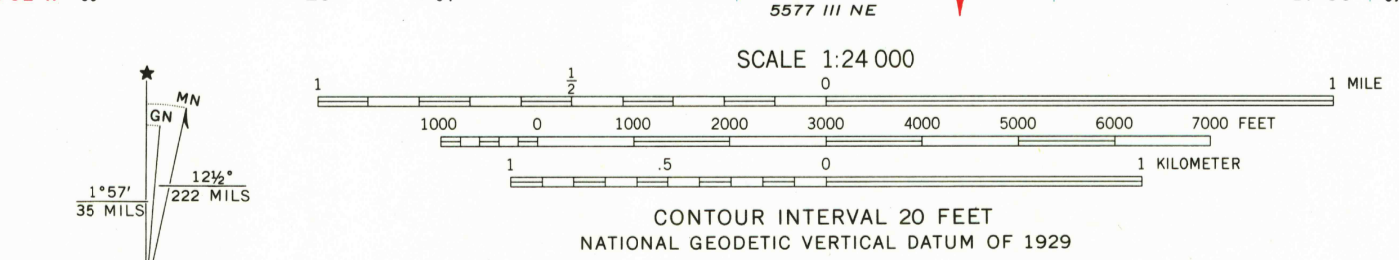 5577 III NE
SCALE 1:24 000
1 1/2 0 1 MILE
1000 0 1000 2000 3000 4000 5000 6000 7000 FEET
1 .5 0 1 KILOMETER
CONTOUR INTERVAL 20 FEET
NATIONAL GEODETIC VERTICAL DATUM OF 1929
★
MN
GN
1°57′
35 MILS
12½°
222 MILS